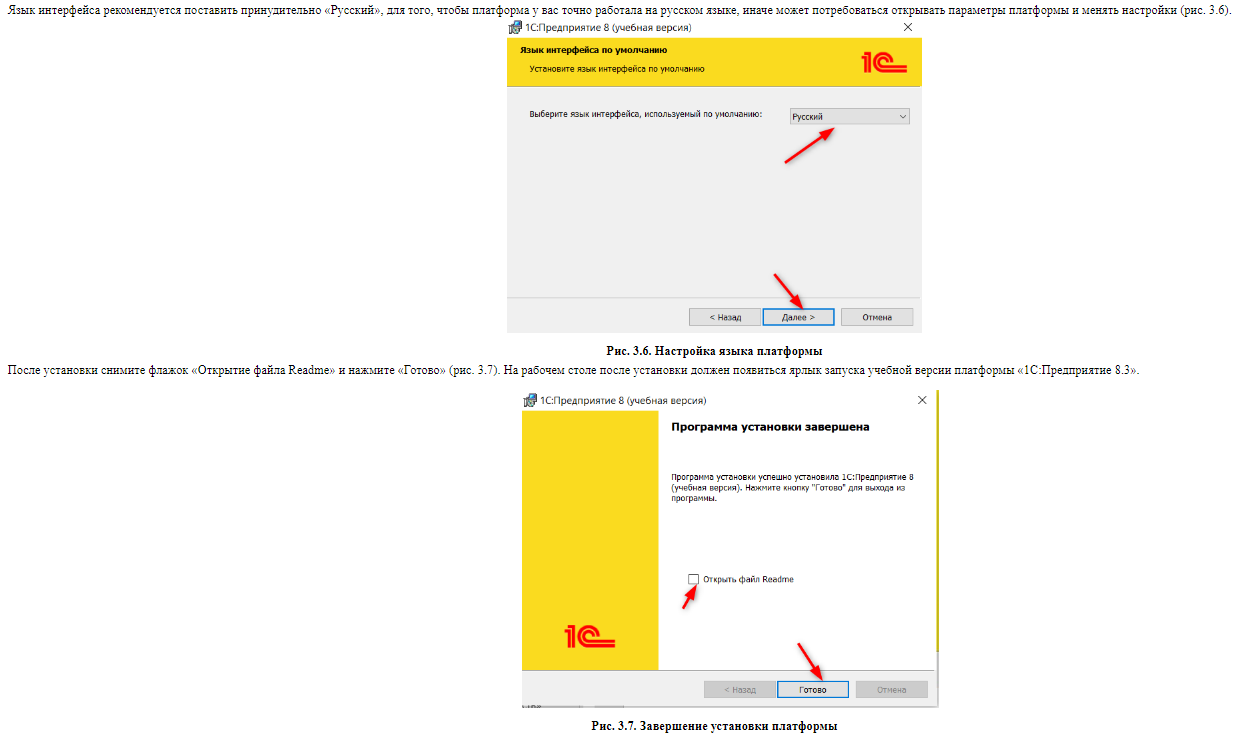 Язык интерфейса рекомендуется поставить принудительно «Русский», для того, чтобы платформа у вас точно работала на русском языке, иначе может потребоваться открывать параметры платформы и менять настройки (рис. 3.6).
1С:Предприятие 8 (учебная версия)
Язык интерфейса по умолчанию
Установите язык интерфейса по умолчанию
1С
Выберите язык интерфейса, используемый по умолчанию:
Русский
< Назад
Далее >
Отмена
Рис. 3.6. Настройка языка платформы
После установки снимите флажок «Открытие файла Readme» и нажмите «Готово» (рис. 3.7). На рабочем столе после установки должен появиться ярлык запуска учебной версии платформы «1С:Предприятие 8.3».
1С:Предприятие 8 (учебная версия)
Программа установки завершена
Программа установки успешно установила 1С:Предприятие 8
(учебная версия). Нажмите кнопку "Готово" для выхода из
программы.
Открыть файл Readme
1С
< Назад
Готово
Отмена
Рис. 3.7. Завершение установки платформы